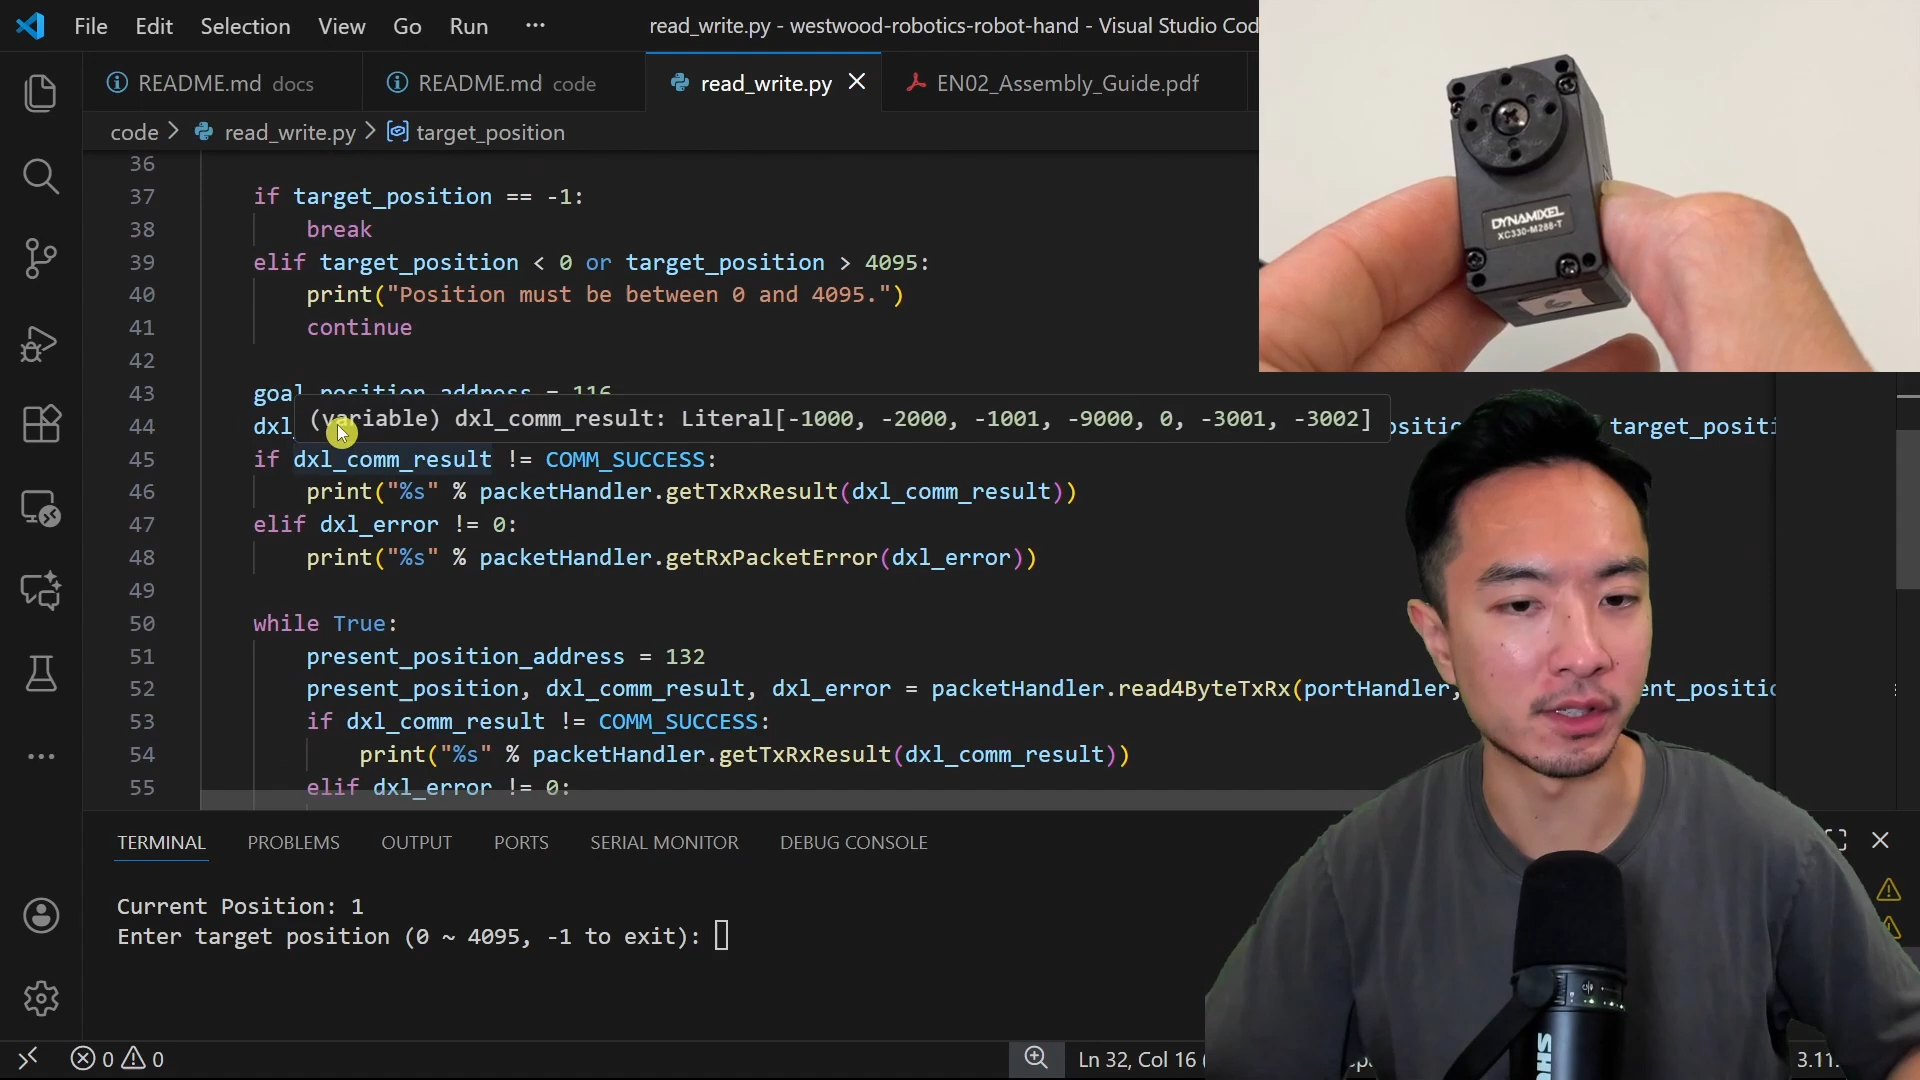 File Edit Selection View Go Run ···
read_write.py - westwood-robotics-robot-hand - Visual Studio Cod
README.md docs
README.md code
read_write.py
EN02_Assembly_Guide.pdf
code > read_write.py > target_position
36
37 if target_position == -1:
38 break
39 elif target_position < 0 or target_position > 4095:
40 print("Position must be between 0 and 4095.")
41 continue
42
43 goal_position_address = 116
(variable) dxl_comm_result: Literal[-1000, -2000, -1001, -9000, 0, -3001, -3002]
44 dxl_ target_positi
45 if dxl_comm_result != COMM_SUCCESS:
46 print("%s" % packetHandler.getTxRxResult(dxl_comm_result))
47 elif dxl_error != 0:
48 print("%s" % packetHandler.getRxPacketError(dxl_error))
49
50 while True:
51 present_position_address = 132
52 present_position, dxl_comm_result, dxl_error = packetHandler.read4ByteTxRx(portHandler, ent_positio
53 if dxl_comm_result != COMM_SUCCESS:
54 print("%s" % packetHandler.getTxRxResult(dxl_comm_result))
55 elif dxl_error != 0:
TERMINAL PROBLEMS OUTPUT PORTS SERIAL MONITOR DEBUG CONSOLE
Current Position: 1
Enter target position (0 ~ 4095, -1 to exit):
0 0
Ln 32, Col 16
3.11.
DYNAMIXEL
XC330-M288-T